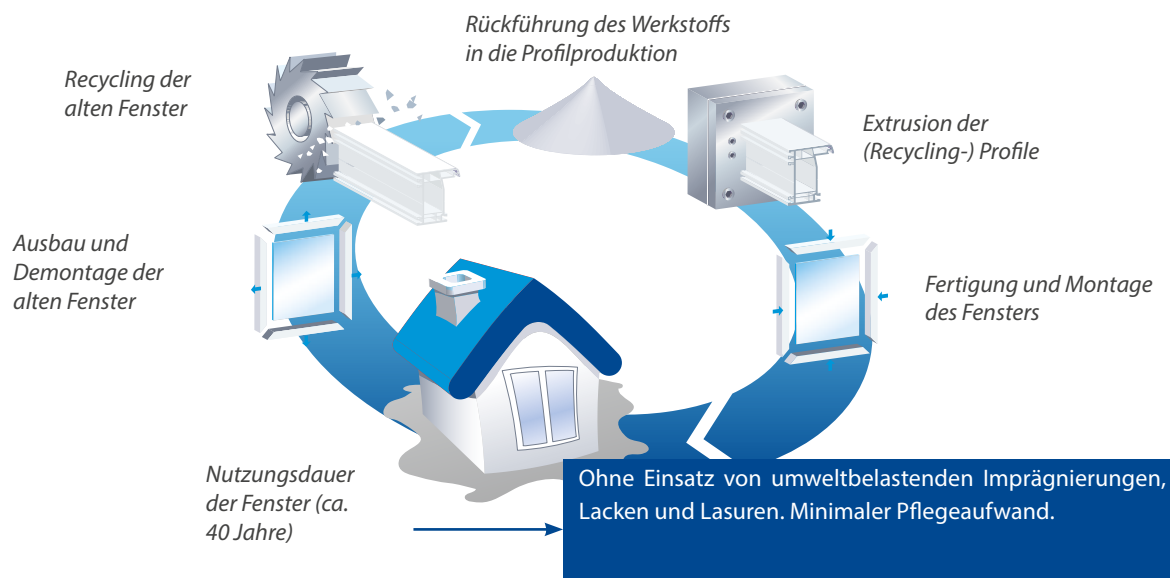 Rückführung des Werkstoffs
in die Profilproduktion
Recycling der
alten Fenster
Extrusion der
(Recycling-) Profile
Ausbau und
Demontage der
alten Fenster
Fertigung und Montage
des Fensters
Nutzungsdauer
der Fenster (ca.
40 Jahre)
Ohne Einsatz von umweltbelastenden Imprägnierungen,
Lacken und Lasuren. Minimaler Pflegeaufwand.